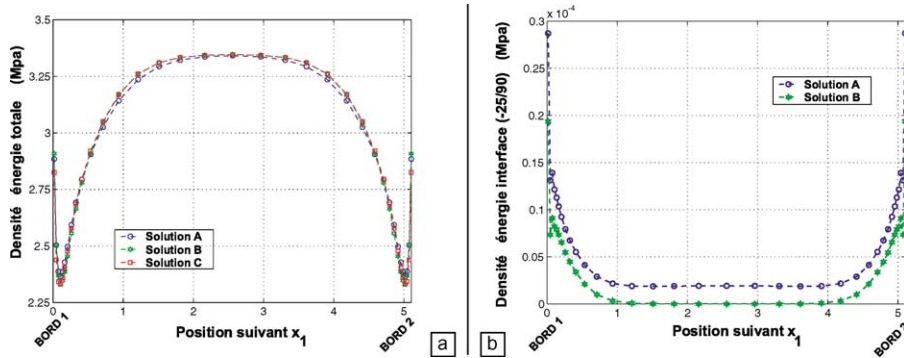 3.5
3.25
3
2.75
2.5
2.25
Densité énergie totale (Mpa)
Solution A
Solution B
Solution C
0 1 2 3 4 5
BORD 1
Position suivant x1
BORD 2
a
x 10-4
0.3
0.25
0.2
0.15
0.1
0.05
0
Densité énergie interface (-25/90) (Mpa)
Solution A
Solution B
0 1 2 3 4 5
BORD 1
Position suivant x1
BORD 2
b